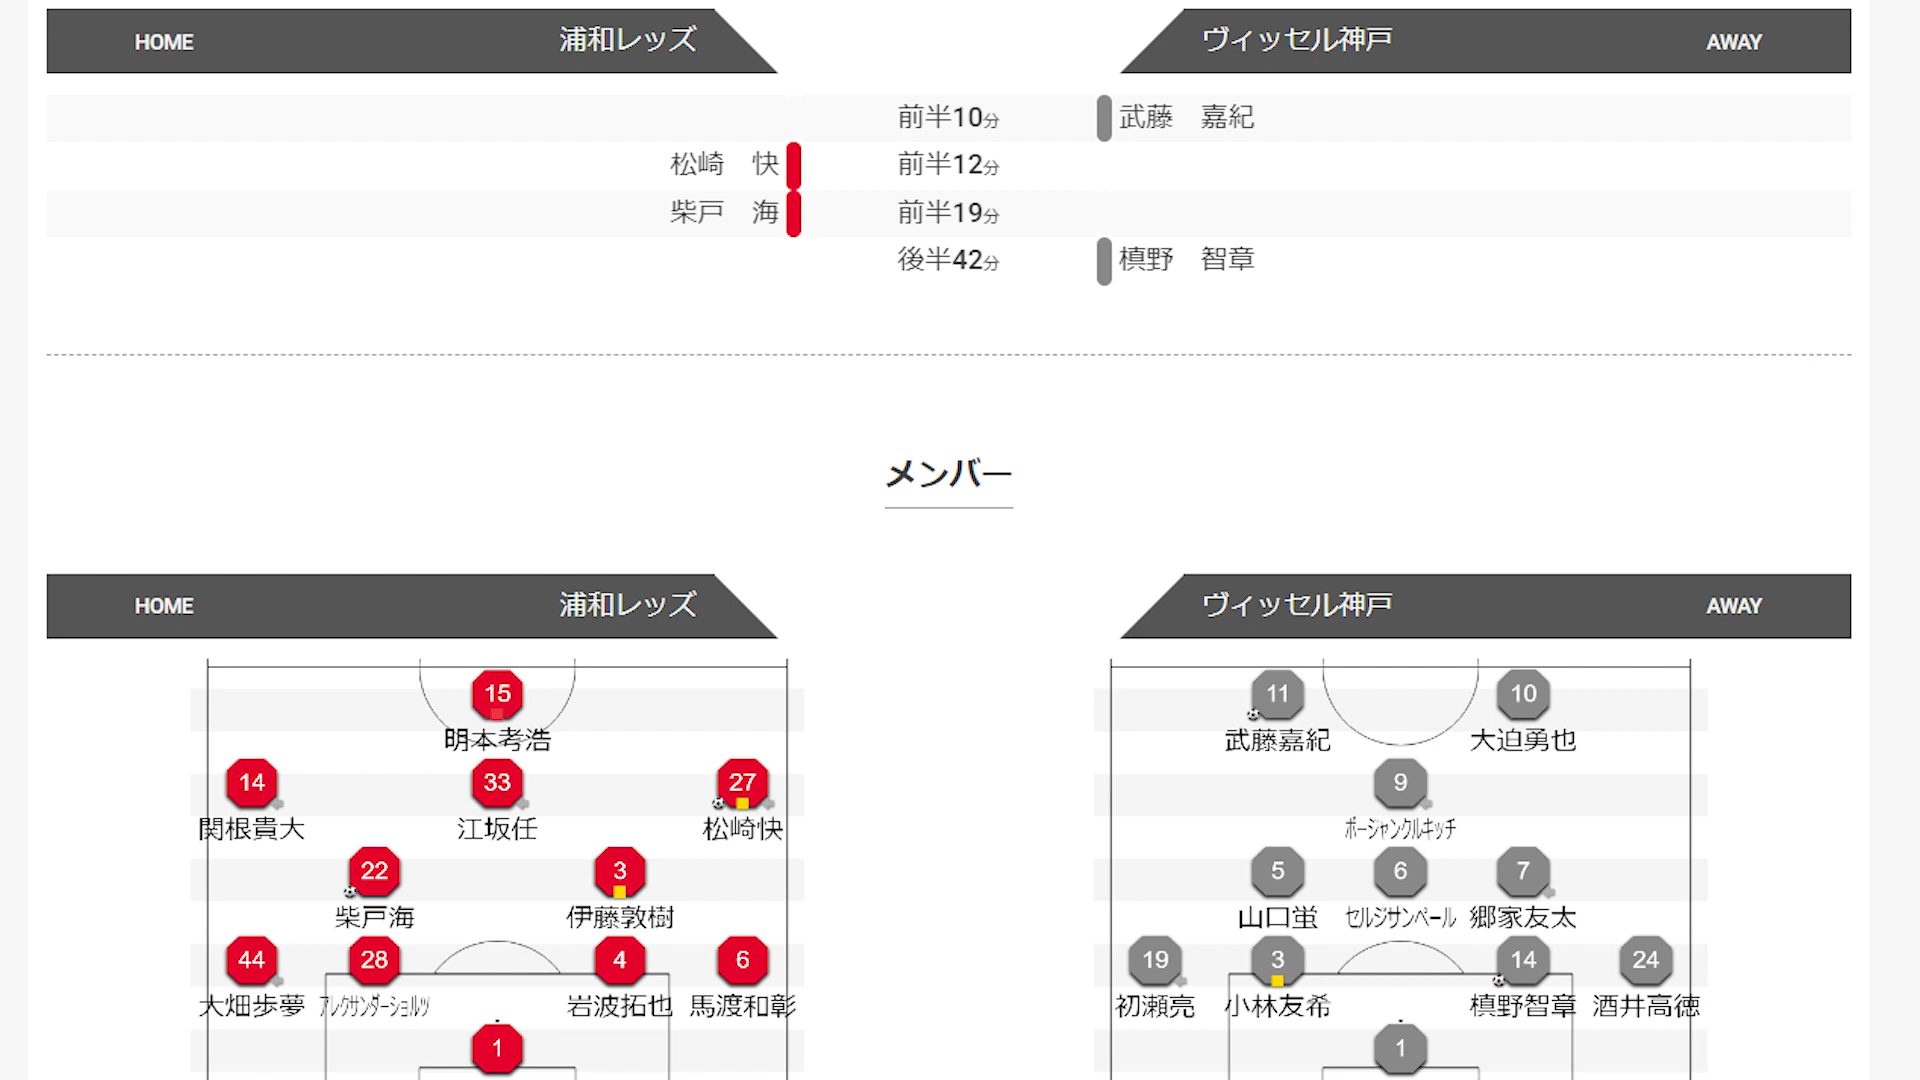 HOME 浦和レッズ ヴィッセル神戸 AWAY
前半10分 武藤 嘉紀
松崎 快 前半12分
柴戸 海 前半19分
後半42分 槙野 智章
メンバー
HOME 浦和レッズ ヴィッセル神戸 AWAY
15 11 10
明本考浩 武藤嘉紀 大迫勇也
14 33 27 9
関根貴大 江坂任 松崎快 ボージャンクルキッチ
22 3 5 6 7
柴戸海 伊藤敦樹 山口蛍 セルジサンペール 郷家友太
44 28 4 6 19 3 14 24
大畑歩夢 アレクサンダーショルツ 岩波拓也 馬渡和彰 初瀬亮 小林友希 槙野智章 酒井高徳
1 1